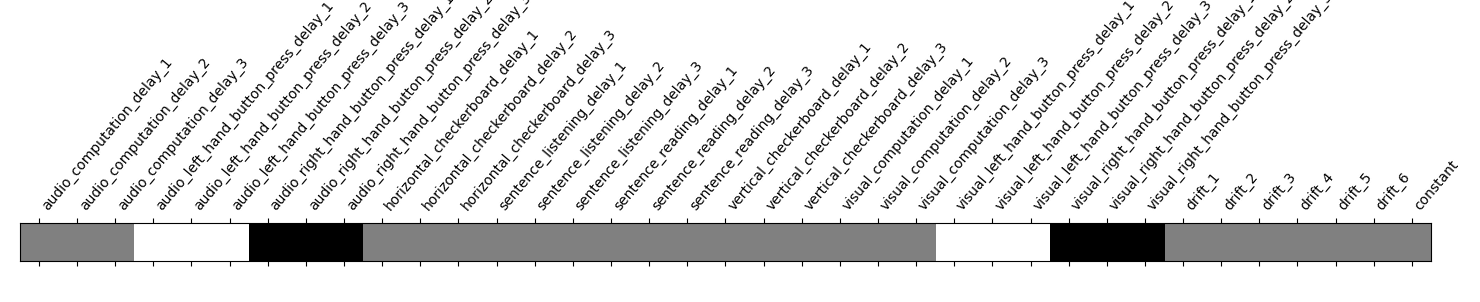 audio_computation_delay_1
audio_computation_delay_2
audio_computation_delay_3
audio_left_hand_button_press_delay_1
audio_left_hand_button_press_delay_2
audio_left_hand_button_press_delay_3
audio_right_hand_button_press_delay_1
audio_right_hand_button_press_delay_2
audio_right_hand_button_press_delay_3
horizontal_checkerboard_delay_1
horizontal_checkerboard_delay_2
horizontal_checkerboard_delay_3
sentence_listening_delay_1
sentence_listening_delay_2
sentence_listening_delay_3
sentence_reading_delay_1
sentence_reading_delay_2
sentence_reading_delay_3
vertical_checkerboard_delay_1
vertical_checkerboard_delay_2
vertical_checkerboard_delay_3
visual_computation_delay_1
visual_computation_delay_2
visual_computation_delay_3
visual_left_hand_button_press_delay_1
visual_left_hand_button_press_delay_2
visual_left_hand_button_press_delay_3
visual_right_hand_button_press_delay_1
visual_right_hand_button_press_delay_2
visual_right_hand_button_press_delay_3
drift_1
drift_2
drift_3
drift_4
drift_5
drift_6
constant